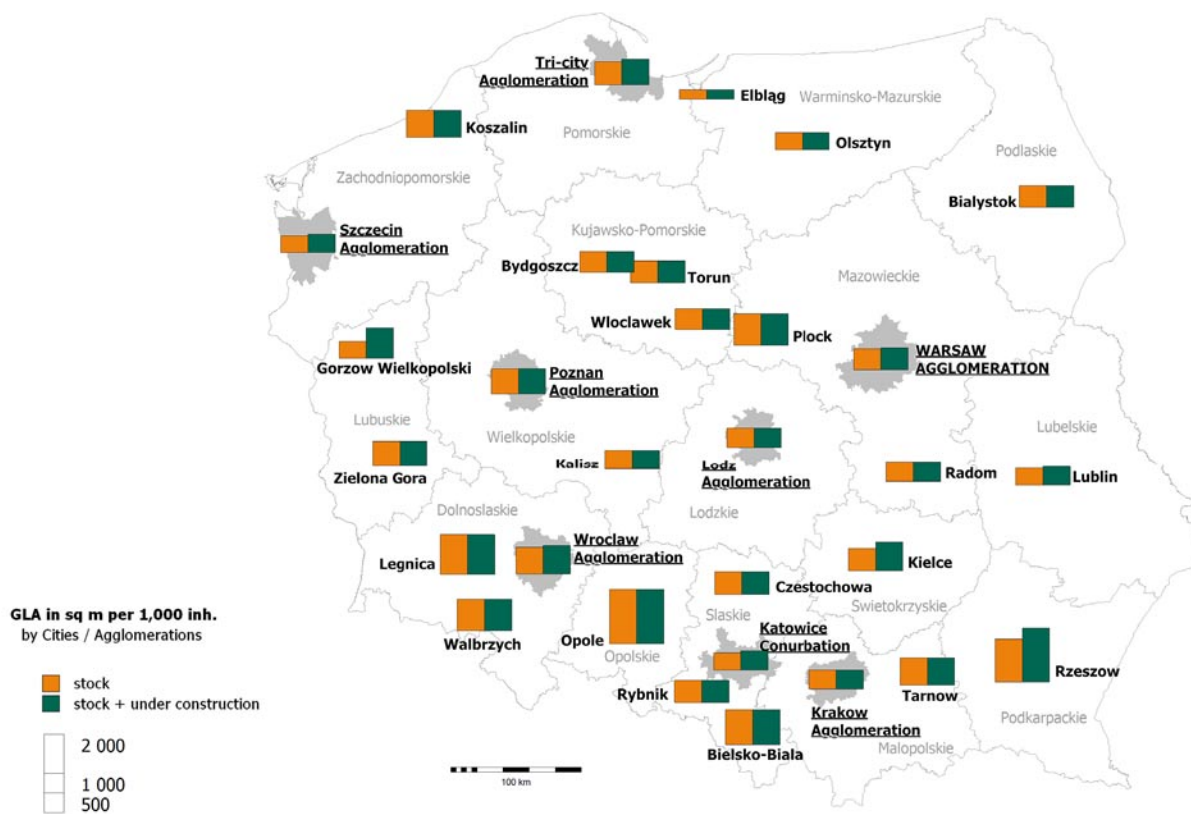 Tri-city
Agglomeration
Elbląg
Warminsko-Mazurskie
Koszalin
Pomorskie
Olsztyn
Podlaskie
Zachodniopomorskie
Bialystok
Szczecin
Agglomeration
Kujawsko-Pomorskie
Bydgoszcz
Torun
Mazowieckie
Wloclawek
Plock
WARSAW
AGGLOMERATION
Gorzow Wielkopolski
Poznan
Agglomeration
Lubuskie
Wielkopolskie
Lubelskie
Zielona Gora
Kalisz
Lodz
Agglomeration
Radom
Lublin
Dolnoslaskie
Lodzkie
Legnica
Wroclaw
Agglomeration
Kielce
Czestochowa
Swietokrzyskie
GLA in sq m per 1,000 inh.
by Cities / Agglomerations
Walbrzych
Opole
Opolskie
Slaskie
Katowice
Conurbation
Rzeszow
stock
stock + under construction
Rybnik
Tarnow
Krakow
Agglomeration
Podkarpackie
Bielsko-Biala
Malopolskie
2 000
1 000
500
100 km